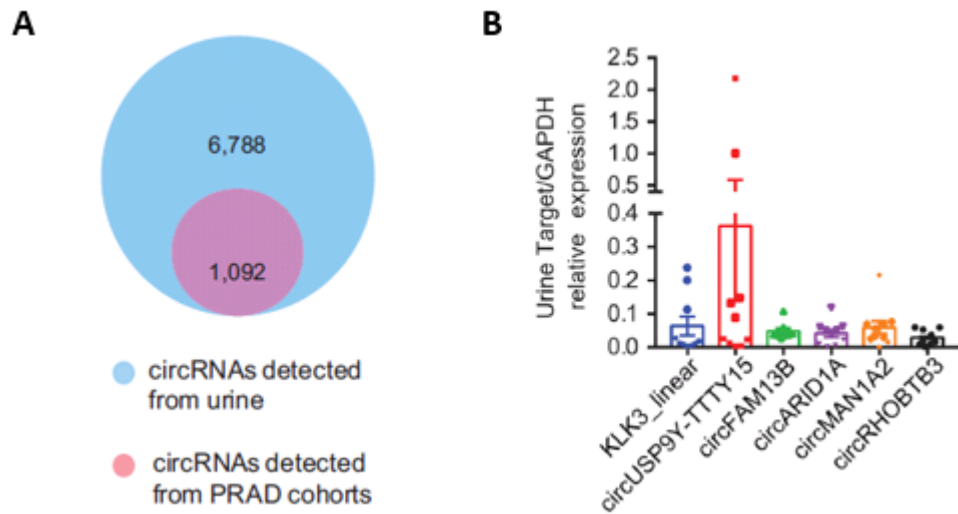 A
6,788
1,092
circRNAs detected
from urine
circRNAs detected
from PRAD cohorts
B
Urine Target/GAPDH
relative expression
2.5
2.0
1.5
1.0
0.5
0.4
0.3
0.2
0.1
0.0
KLK3_linear
circUSP9Y-TTTY15
circFAM13B
circARID1A
circMAN1A2
circRHOBTB3